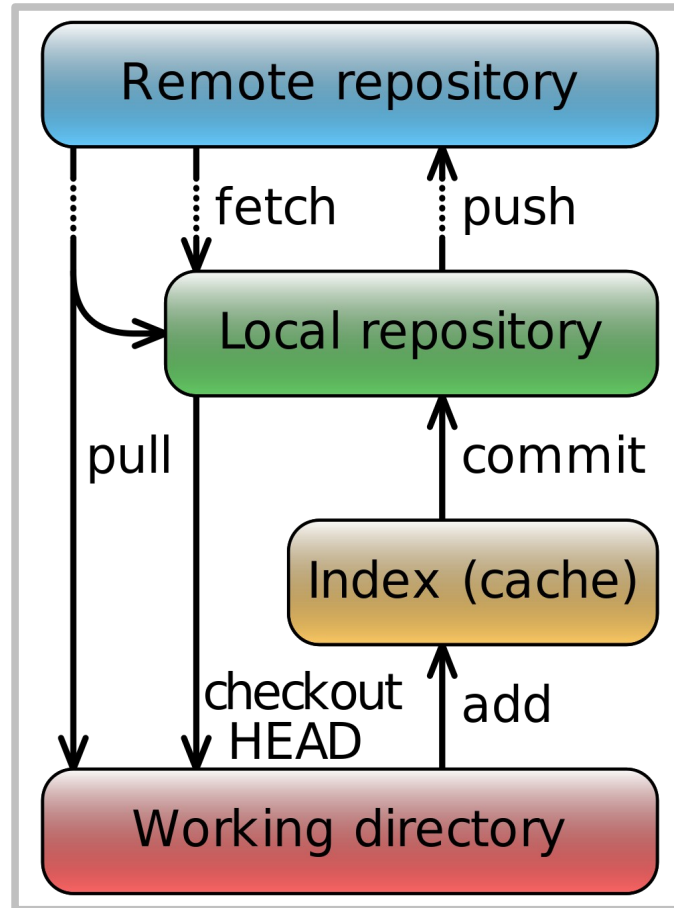 Remote repository
fetch
push
Local repository
pull
commit
Index (cache)
checkout
HEAD
add
Working directory